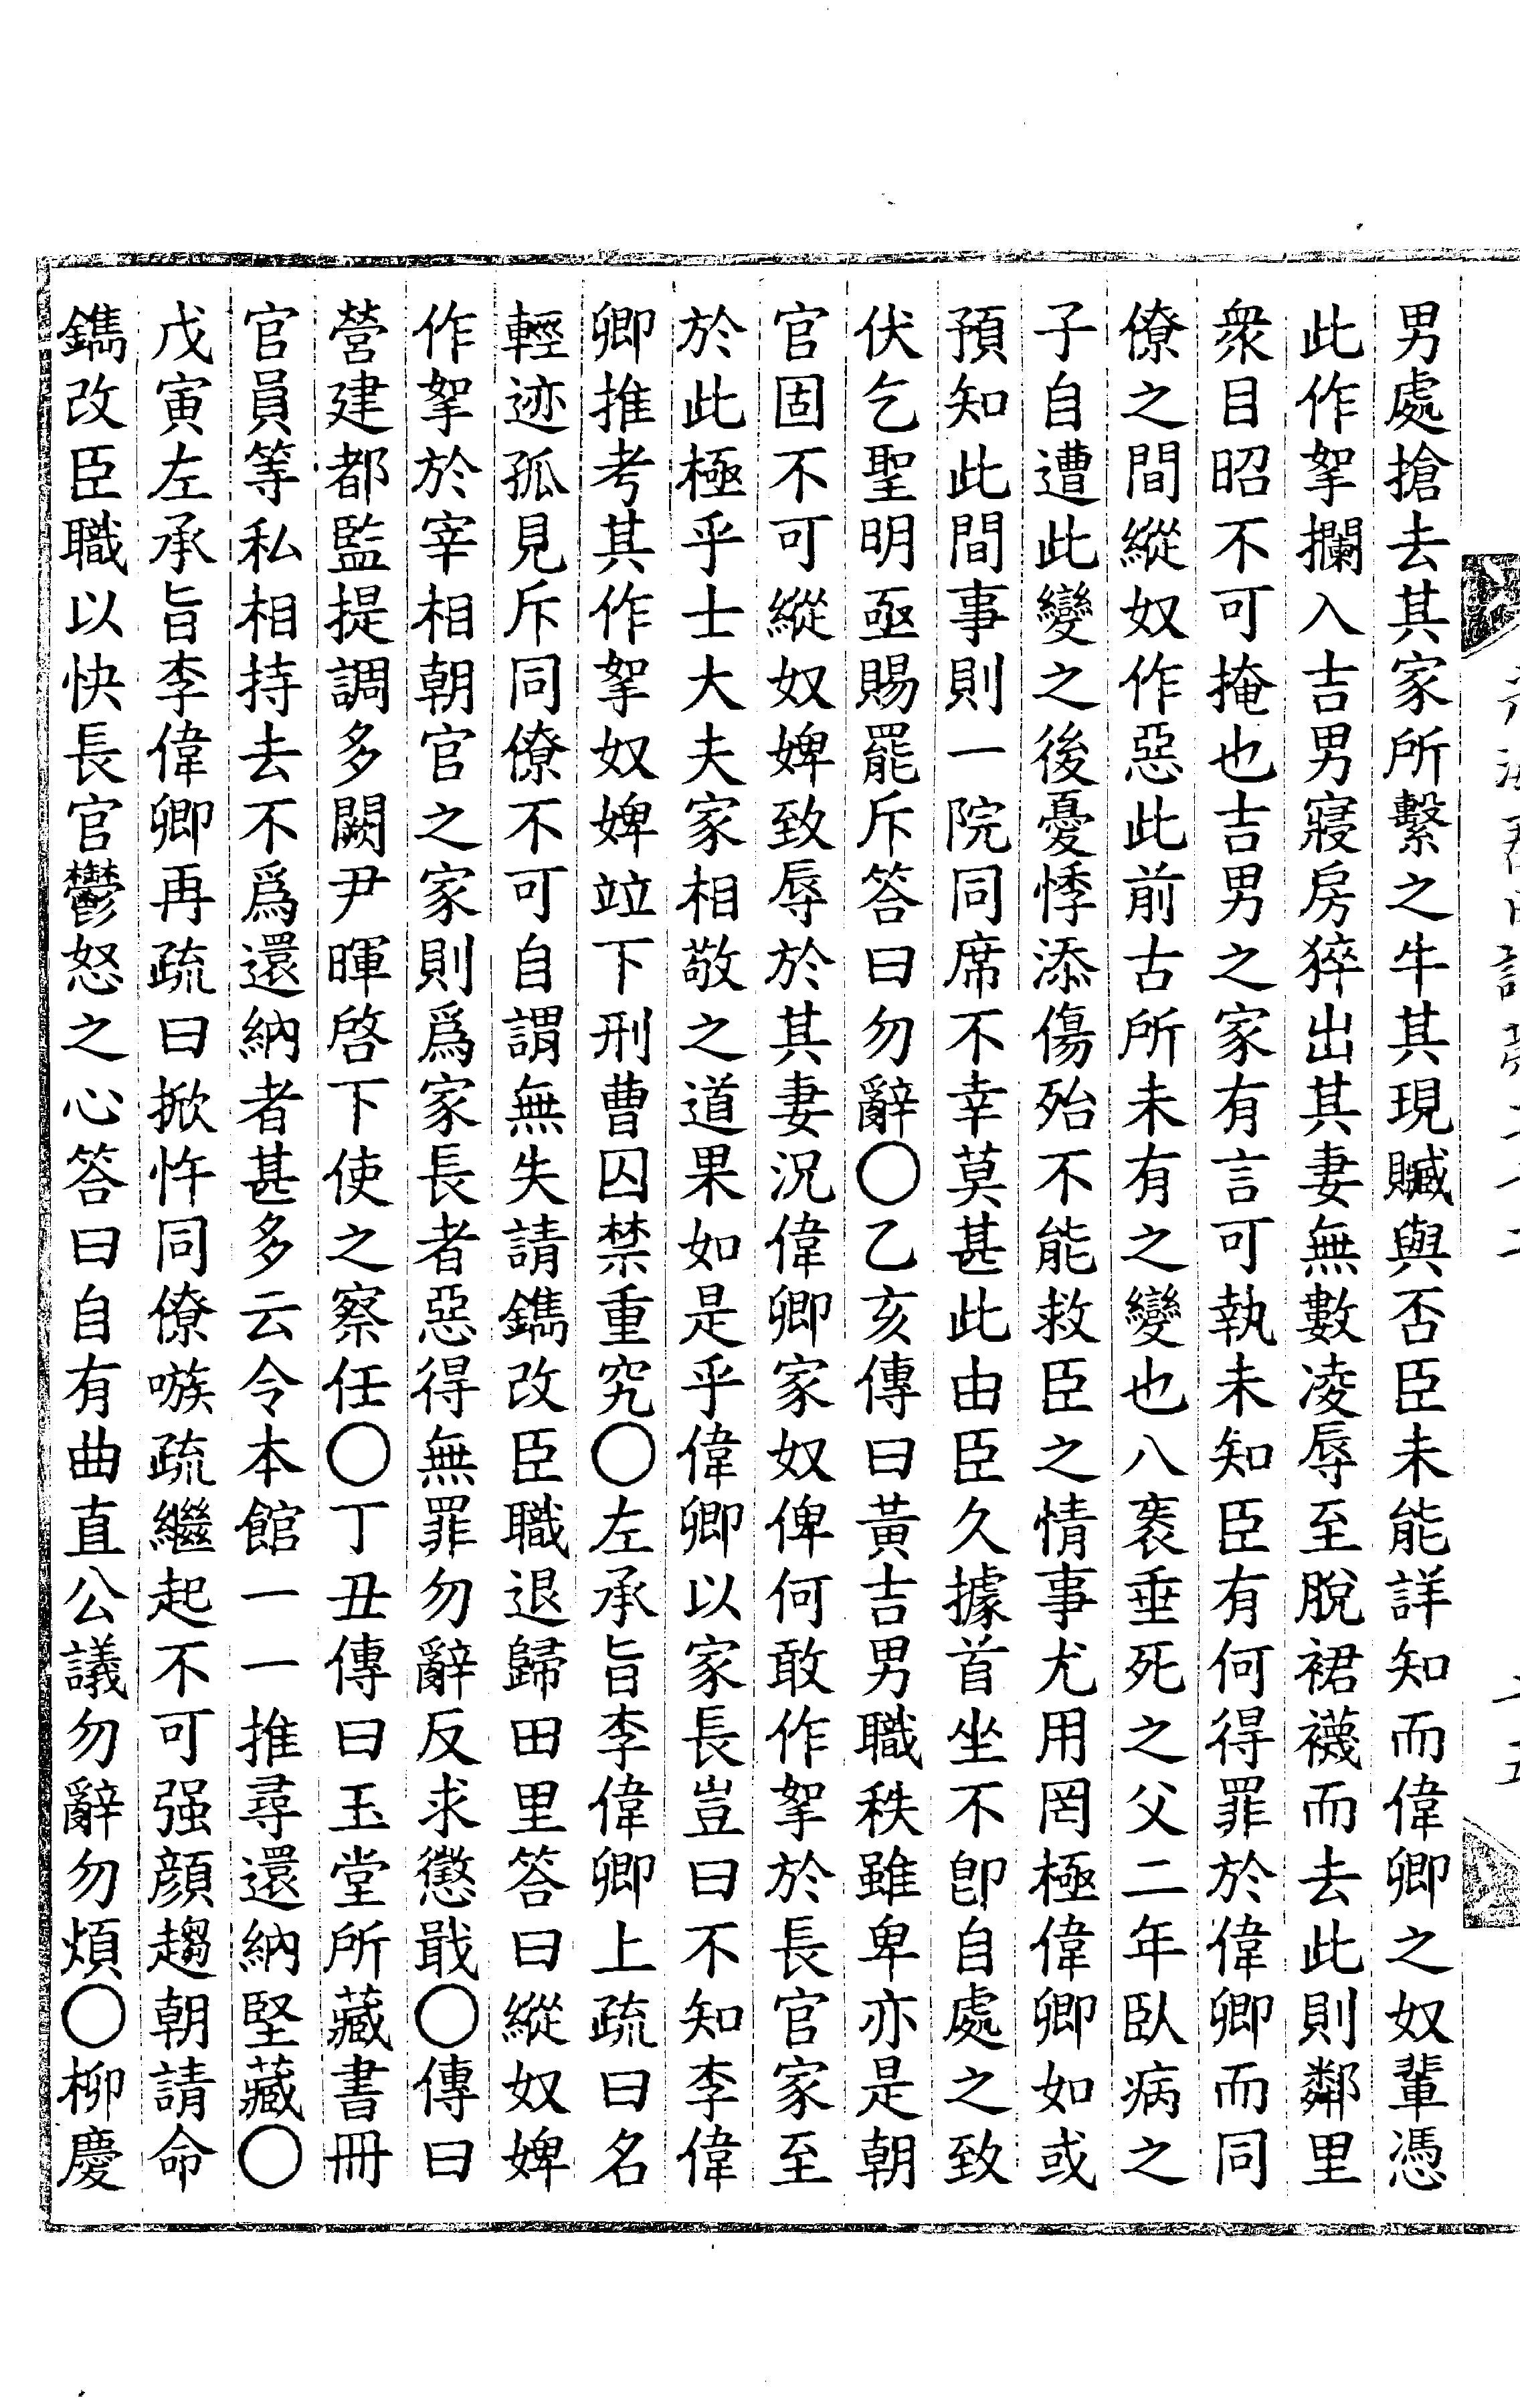 男處搶去其家所繫之牛其現贓與否臣未能詳知而偉卿之奴輩憑
此作挐攔入吉男寢房猝出其妻無數凌辱至脫裙襪而去此則鄰里
衆目昭不可掩也吉男之家有言可執未知臣有何得罪於偉卿而同
僚之間縱奴作惡此前古所未有之變也八袠垂死之父二年臥病之
子自遭此變之後憂悸添傷殆不能救臣之情事尤用罔極偉卿如或
預知此間事則一院同席不幸莫甚此由臣久據首坐不卽自處之致
伏乞聖明亟賜罷斥答曰勿辭〇乙亥傳曰黃吉男職秩雖卑亦是朝
官固不可縱奴婢致辱於其妻況偉卿家奴俾何敢作挐於長官家至
於此極乎士大夫家相敬之道果如是乎偉卿以家長豈曰不知李偉
卿推考其作挐奴婢竝下刑曹囚禁重究〇左承旨李偉卿上疏曰名
輕迹孤見斥同僚不可自謂無失請鐫改臣職退歸田里答曰縱奴婢
作挐於宰相朝官之家則爲家長者惡得無罪勿辭反求懲戢〇傳曰
營建都監提調多闕尹暉啓下使之察任〇丁丑傳曰玉堂所藏書冊
官員等私相持去不爲還納者甚多云令本館一一推尋還納堅藏〇
戊寅左承旨李偉卿再疏曰掀忤同僚嗾疏繼起不可强顔趨朝請命
鐫改臣職以快長官鬱怒之心答曰自有曲直公議勿辭勿煩〇柳慶